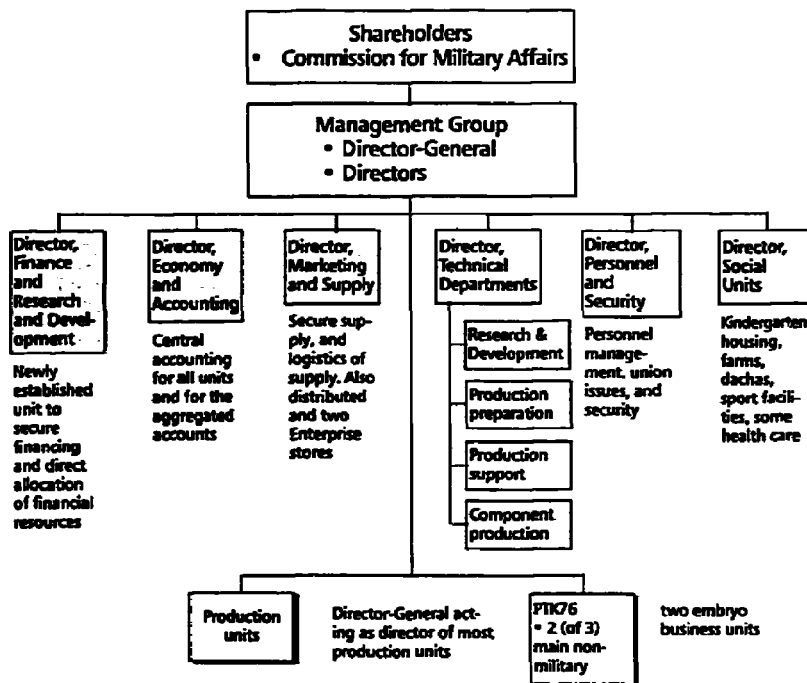 Shareholders
• Commission for Military Affairs
Management Group
• Director-General
• Directors
Director,
Finance
and
Research
and Devel-
opment
Newly
established
unit to
secure
financing
and direct
allocation
of financial
resources
Director,
Economy
and
Accounting
Central
accounting
for all units
and for the
aggregated
accounts
Director,
Marketing
and Supply
Secure sup-
ply, and
logistics of
supply. Also
distributed
and two
Enterprise
stores
Director,
Technical
Departments
Research &
Development
Production
preparation
Production
support
Component
production
Director,
Personnel
and
Security
Personnel
manage-
ment, union
issues, and
security
Director,
Social
Units
Kindergarten
housing,
farms,
dachas,
sport facili-
ties, some
health care
Production
units
Director-General act-
ing as director of most
production units
PTK76
• 2 (of 3)
main non-
military
two embryo
business units